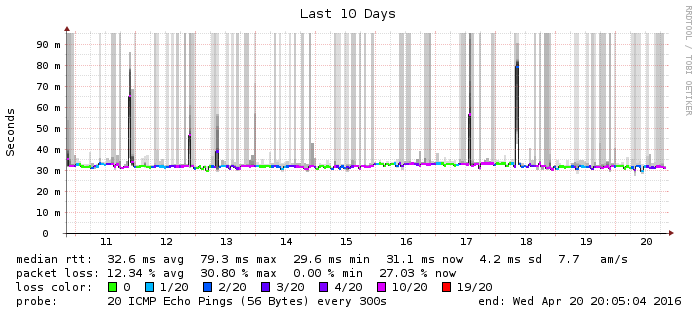 Last 10 Days
RRDTOOL / TOBI OETIKER
Seconds
90 m
80 m
70 m
60 m
50 m
40 m
30 m
20 m
10 m
0
11 12 13 14 15 16 17 18 19 20
median rtt: 32.6 ms avg 79.3 ms max 29.6 ms min 31.1 ms now 4.2 ms sd 7.7 am/s
packet loss: 12.34 % avg 30.80 % max 0.00 % min 27.03 % now
loss color: 0 1/20 2/20 3/20 4/20 10/20 19/20
probe: 20 ICMP Echo Pings (56 Bytes) every 300s end: Wed Apr 20 20:05:04 2016